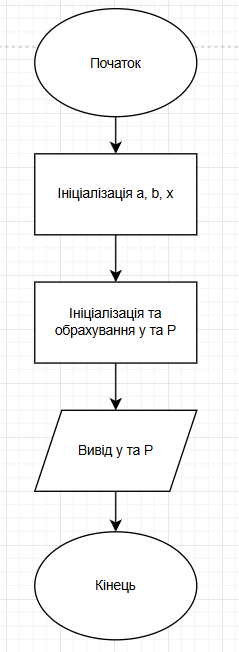 Початок
Ініціалізація a, b, x
Ініціалізація та
обрахування y та P
Вивід y та P
Кінець